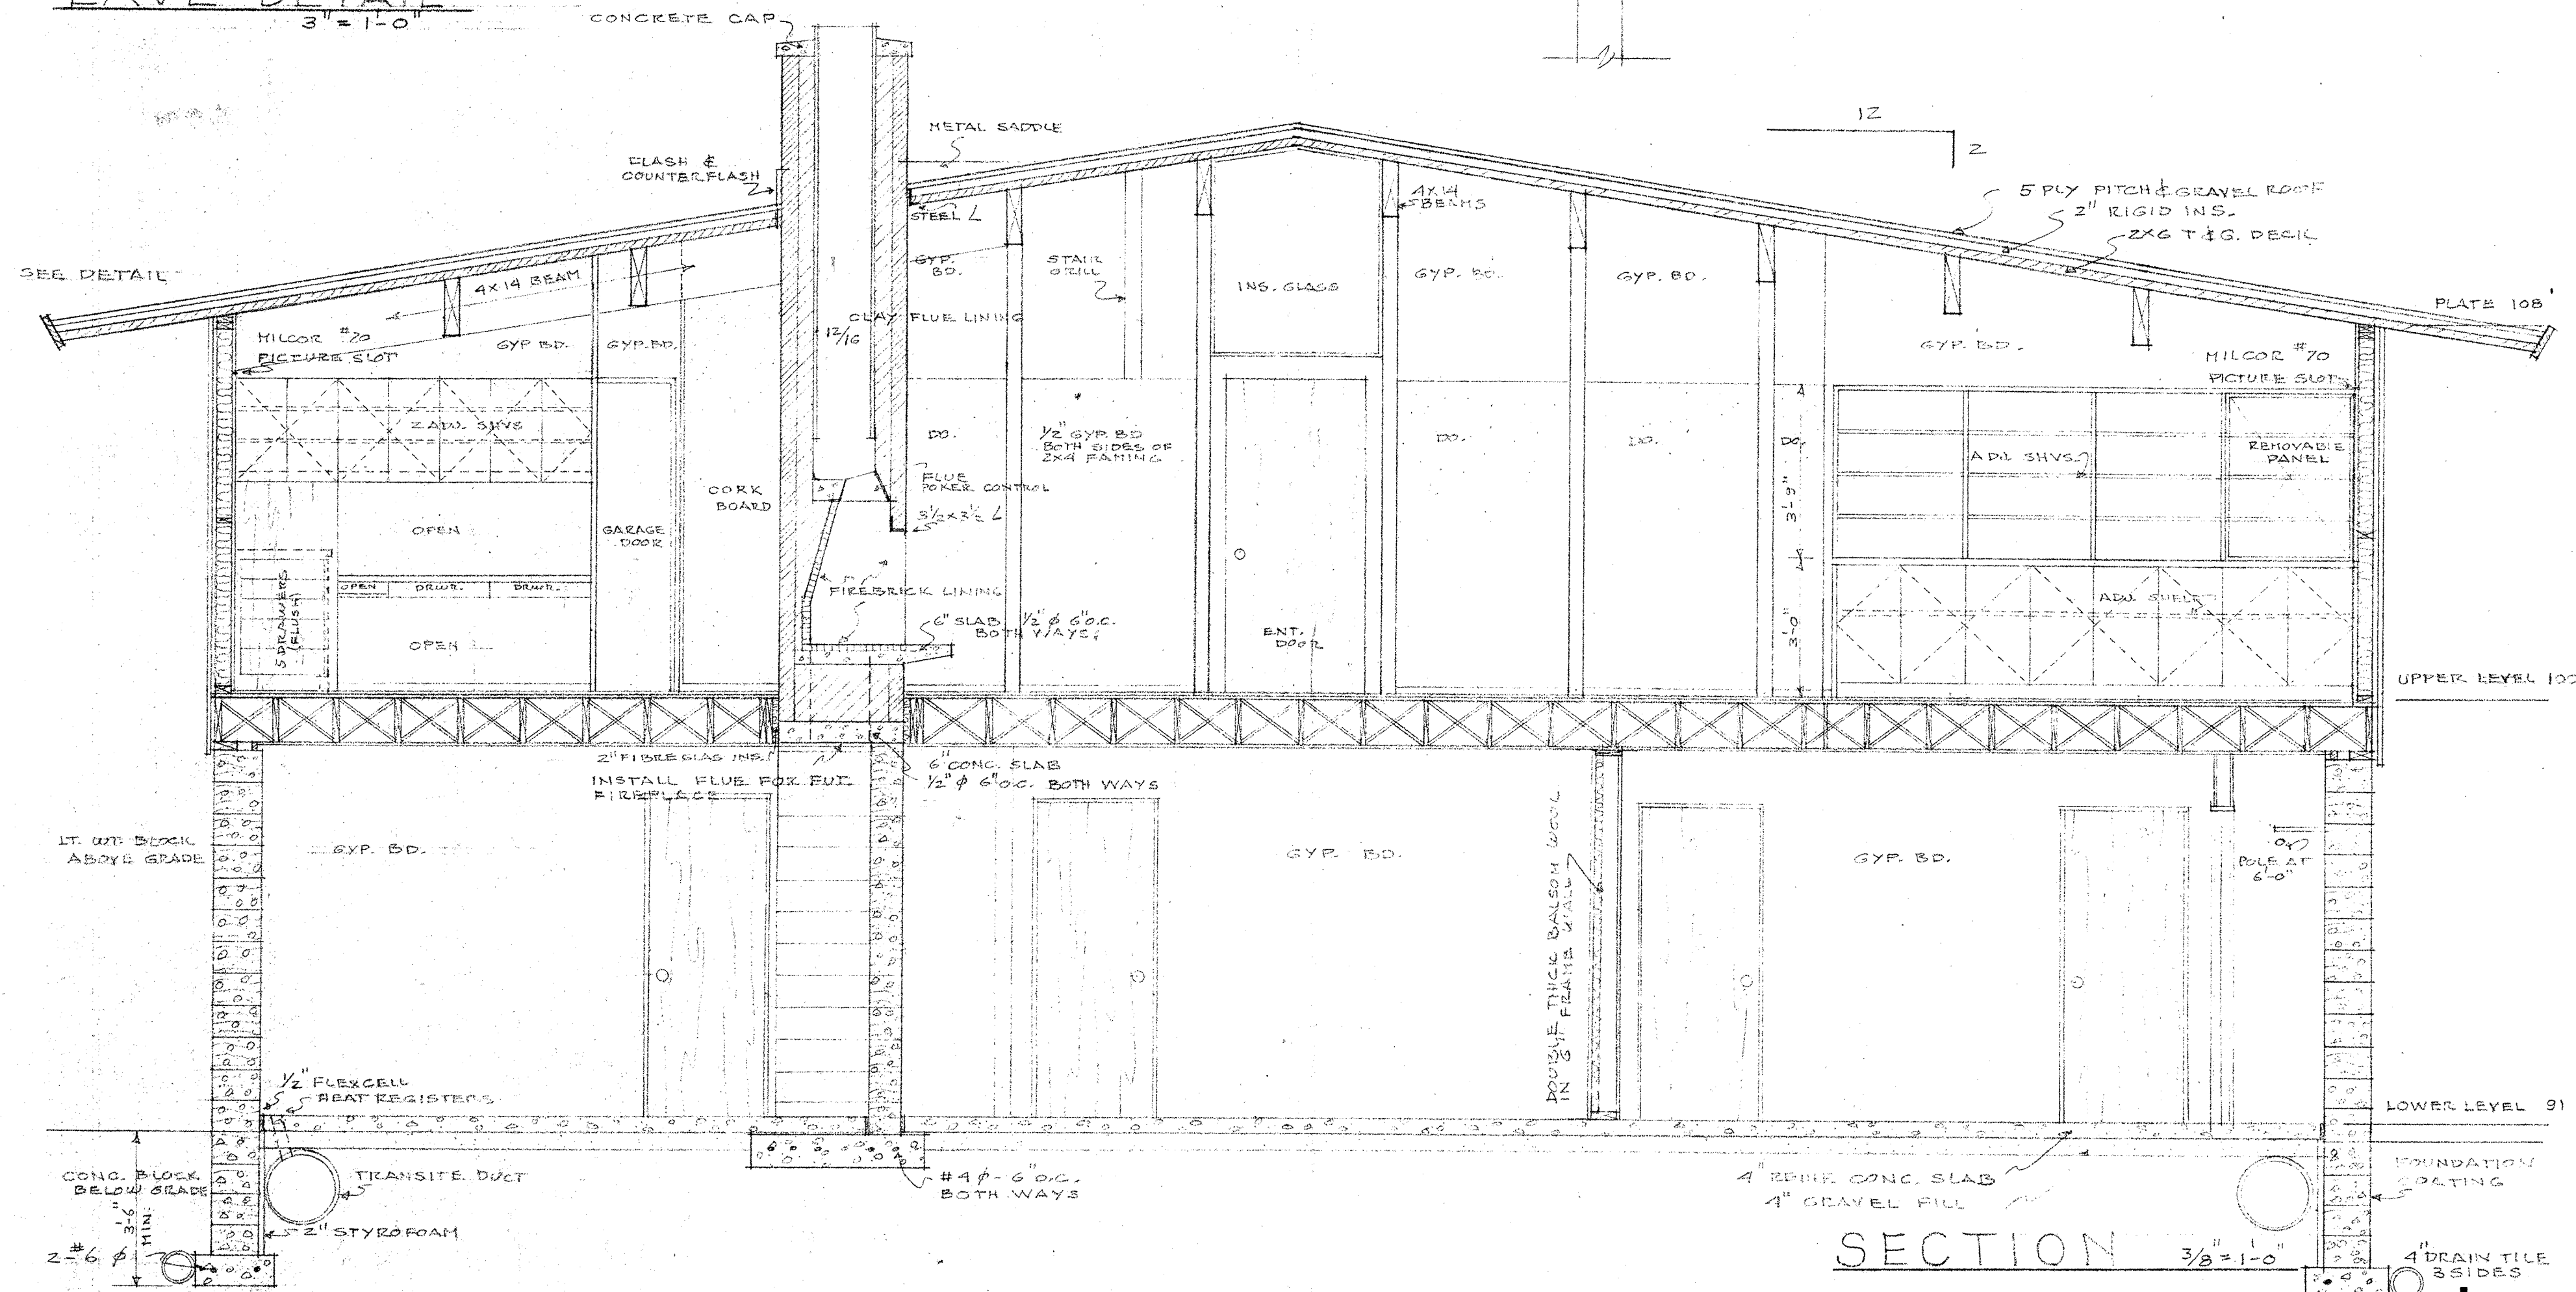 EAVE DETAIL
3" = 1'-0"
CONCRETE CAP
METAL SADDLE
FLASH &
COUNTERFLASH
12
2
5 PLY PITCH & GRAVEL ROOF
2" RIGID INS.
2X6 T & G. DECK
STEEL L
4X14
BEAMS
SEE DETAIL
4X14 BEAM
GYP.
BD.
STAIR
GRILL
INS. GLASS
GYP. BD.
GYP. BD.
PLATE 108'
CLAY FLUE LINING
12/16
MILCOR #70
PICTURE SLOT
GYP BD.
GYP. BD.
GYP. BD.
MILCOR #70
PICTURE SLOT
2 ADJ. SHVS
DO.
1/2" GYP. BD
BOTH SIDES OF
2X4 FAMING
DO.
DO.
DO.
ADJ. SHVS.
REMOVABLE
PANEL
CORK
BOARD
FLUE
POKER CONTROL
3 1/2 X 3 1/2 L
3'-9"
OPEN
GARAGE
DOOR
OPEN
DRWR.
DRWR.
5 DRAWERS
(FLUSH)
FIREBRICK LINING
6" SLAB 1/2" φ 6" O.C.
BOTH WAYS
ADJ. SHELF
OPEN
ENT.
DOOR
3'-0"
UPPER LEVEL 100
2" FIBREGLAS INS.
INSTALL FLUE FOR FUT.
FIREPLACE
6" CONC. SLAB
1/2" φ 6" O.C. BOTH WAYS
LT. WT. BLOCK
ABOVE GRADE
GYP. BD.
GYP. BD.
DOUBLE THICK BALSOM WOOL
IN 6" FRAME WALL
GYP. BD.
POLE AT
6'-0"
1/2" FLEXCELL
HEAT REGISTERS
LOWER LEVEL 91
CONC. BLOCK
BELOW GRADE
TRANSITE DUCT
#4 φ - 6" O.C.
BOTH WAYS
4" REINF CONC. SLAB
4" GRAVEL FILL
FOUNDATION
COATING
3'-6"
MIN.
2" STYROFOAM
2-#6 φ
SECTION 3/8" = 1'-0"
4" DRAIN TILE
3 SIDES